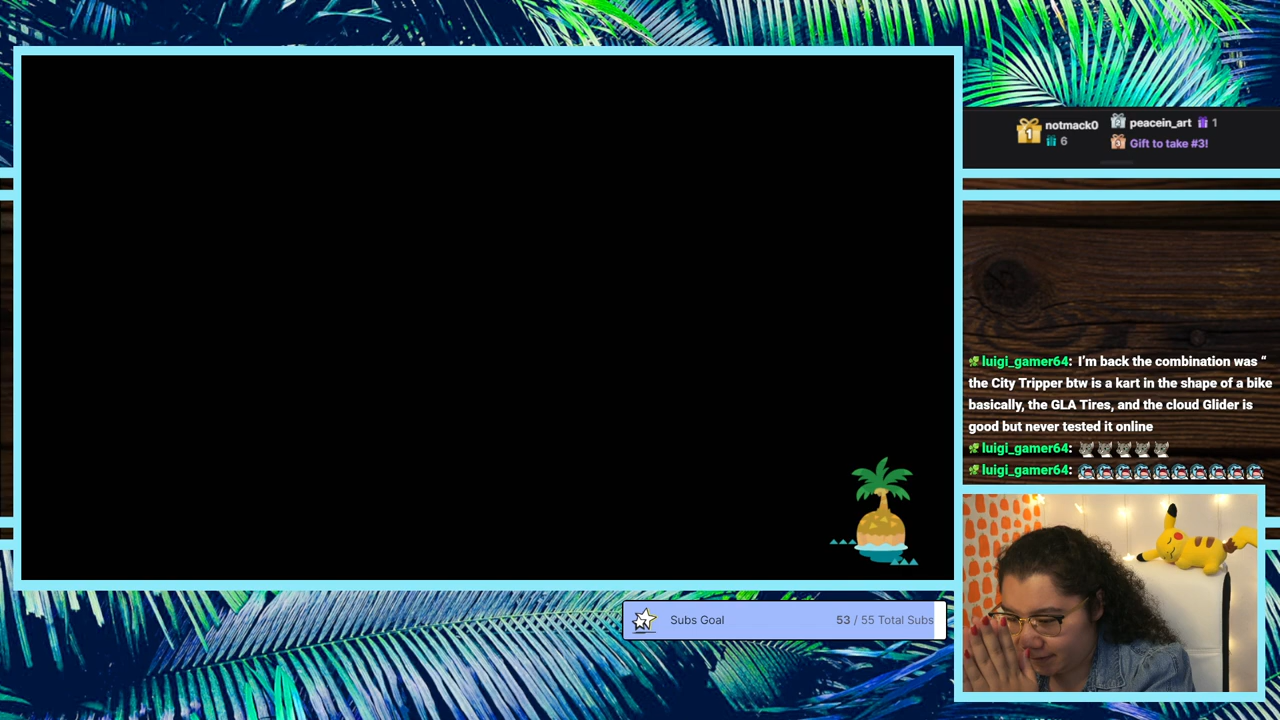 notmack0
6
peacein_art 1
Gift to take #3!
luigi_gamer64: I'm back the combination was “
the City Tripper btw is a kart in the shape of a bike
basically, the GLA Tires, and the cloud Glider is
good but never tested it online
luigi_gamer64:
luigi_gamer64:
Subs Goal 53 / 55 Total Subs